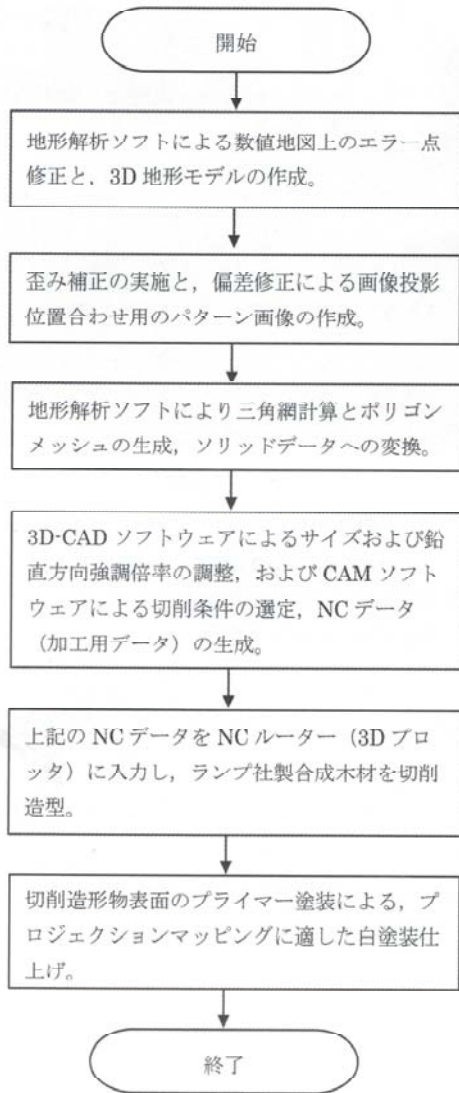 開始
地形解析ソフトによる数値地図上のエラー点
修正と，3D 地形モデルの作成。
歪み補正の実施と，偏差修正による画像投影
位置合わせ用のパターン画像の作成。
地形解析ソフトにより三角網計算とポリゴン
メッシュの生成，ソリッドデータへの変換。
3D-CAD ソフトウェアによるサイズおよび鉛
直方向強調倍率の調整，および CAM ソフト
ウェアによる切削条件の選定，NC データ
（加工用データ）の生成。
上記の NC データを NC ルーター（3D プロ
ッタ）に入力し，ランプ社製合成木材を切削
造型。
切削造形物表面のプライマー塗装による，プ
ロジェクションマッピングに適した白塗装仕
上げ。
終了